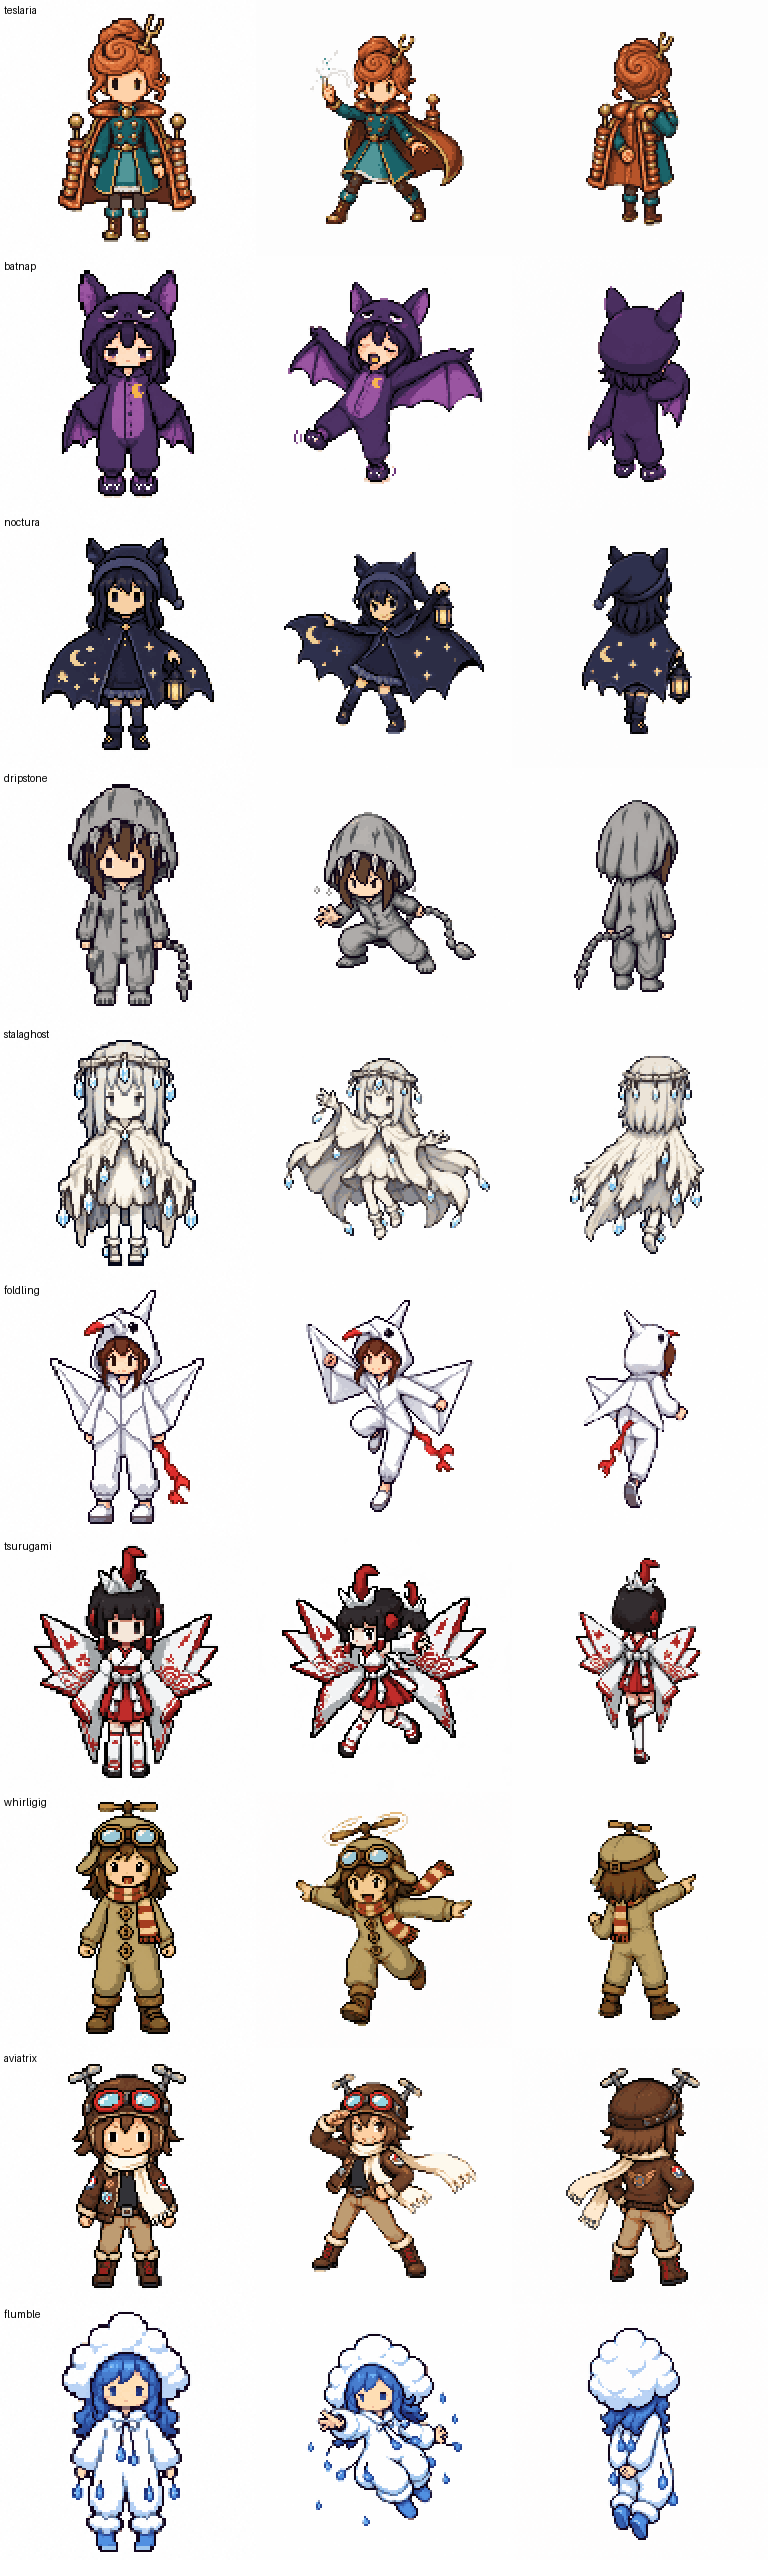 teslaria
batnap
noctura
dripstone
stalaghost
foldling
tsurugami
whirligig
aviatrix
flumble